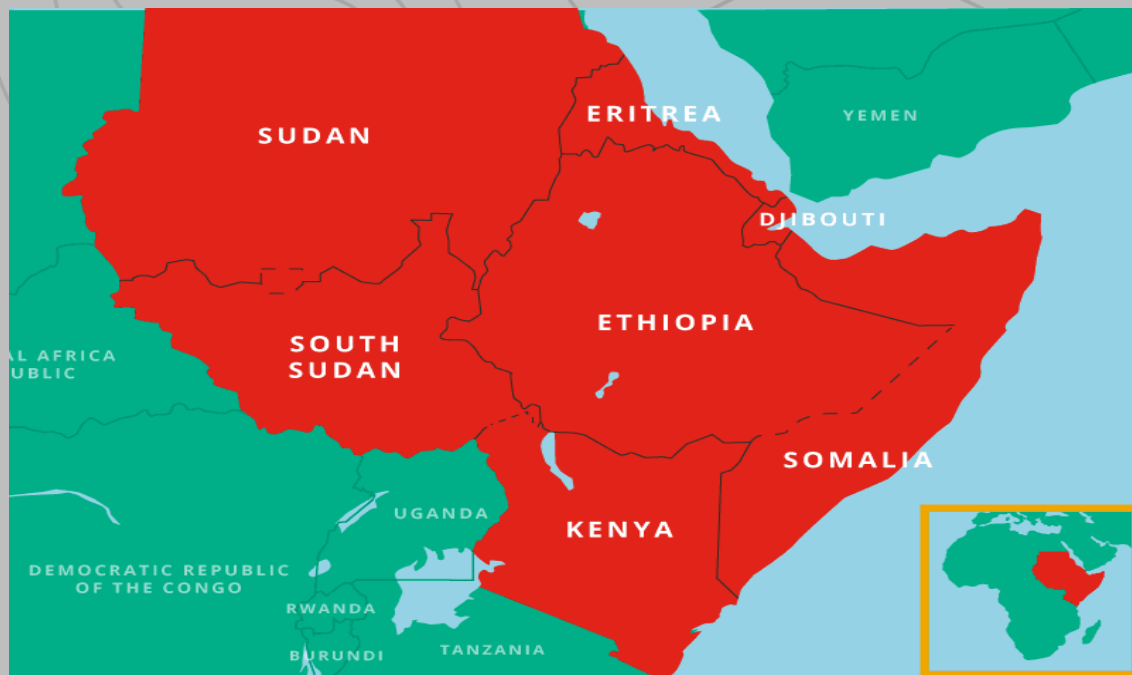 SUDAN
ERITREA
YEMEN
DJIBOUTI
ETHIOPIA
SOUTH
SUDAN
AL AFRICA
UBLIC
SOMALIA
UGANDA
KENYA
DEMOCRATIC REPUBLIC
OF THE CONGO
RWANDA
BURUNDI
TANZANIA